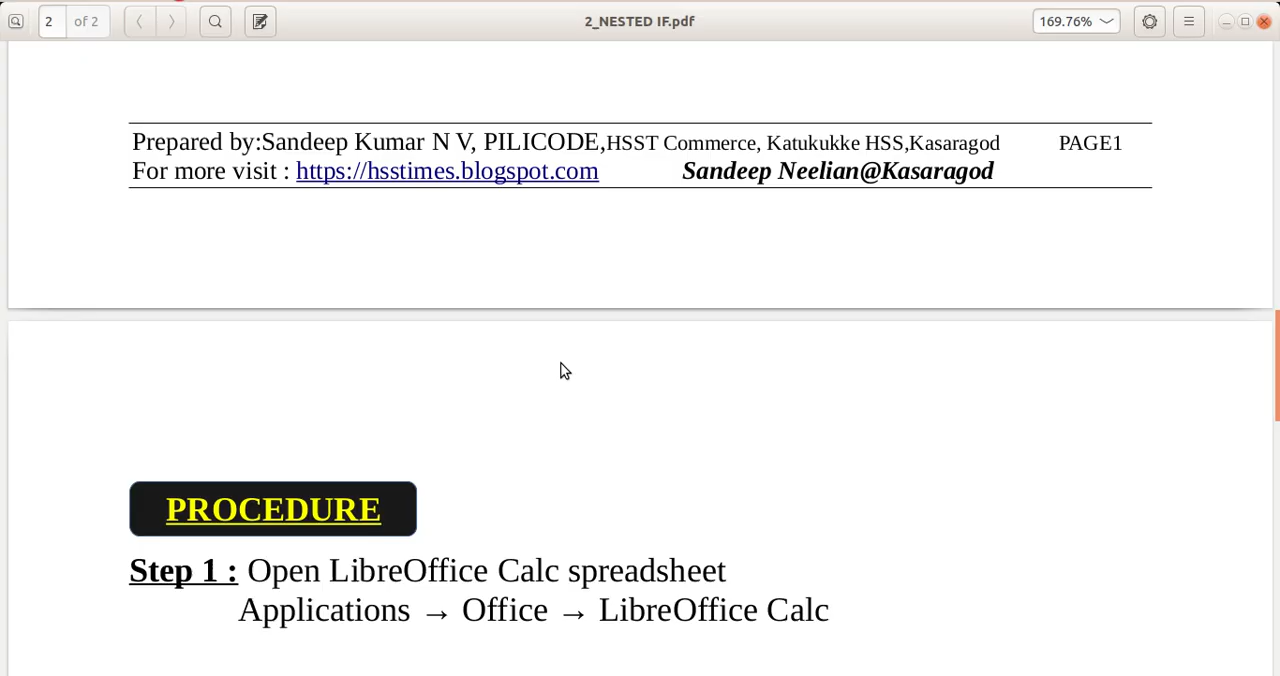 2 of 2 2_NESTED IF.pdf 169.76%
Prepared by:Sandeep Kumar N V, PILICODE,HSST Commerce, Katukukke HSS,Kasaragod PAGE1
For more visit : https://hsstimes.blogspot.com Sandeep Neelian@Kasaragod
PROCEDURE
Step 1 : Open LibreOffice Calc spreadsheet
Applications → Office → LibreOffice Calc